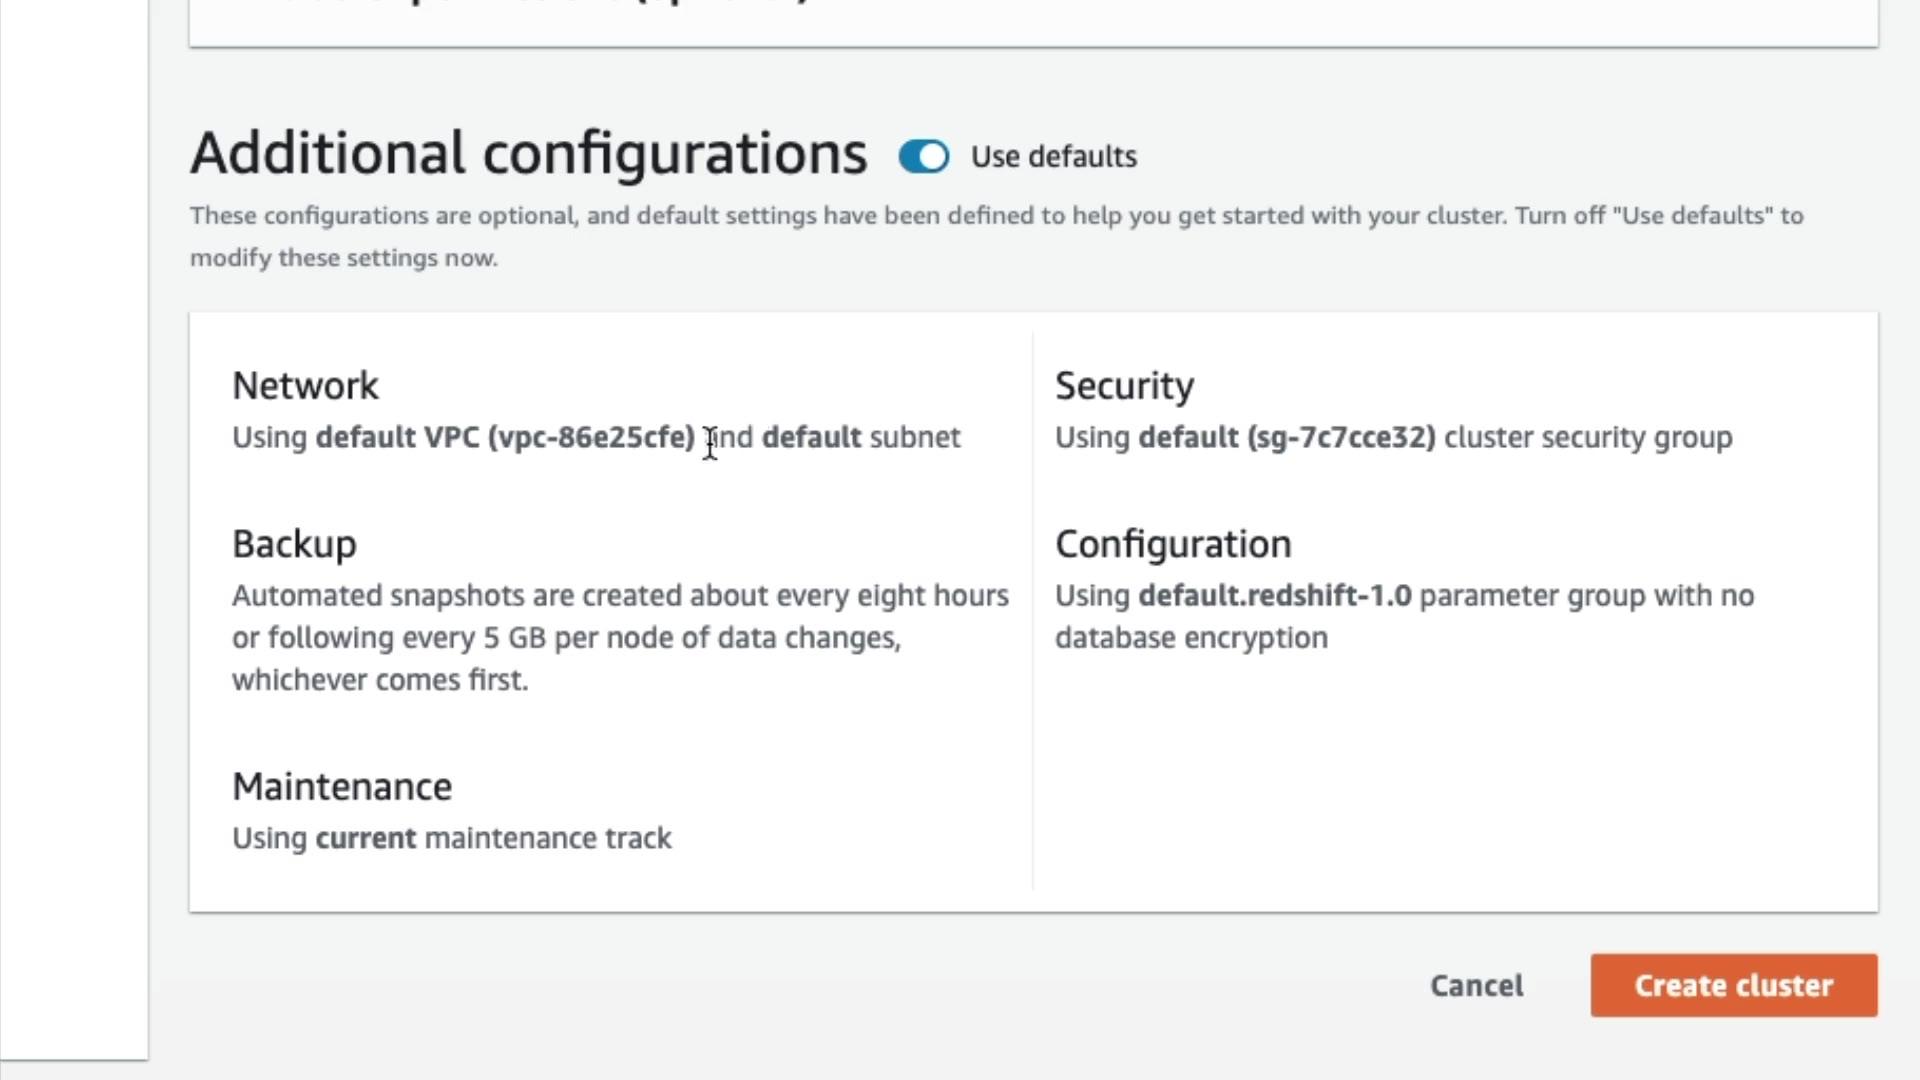 Additional configurations Use defaults
These configurations are optional, and default settings have been defined to help you get started with your cluster. Turn off "Use defaults" to
modify these settings now.
Network
Using default VPC (vpc-86e25cfe) and default subnet
Backup
Automated snapshots are created about every eight hours
or following every 5 GB per node of data changes,
whichever comes first.
Maintenance
Using current maintenance track
Security
Using default (sg-7c7cce32) cluster security group
Configuration
Using default.redshift-1.0 parameter group with no
database encryption
Cancel
Create cluster